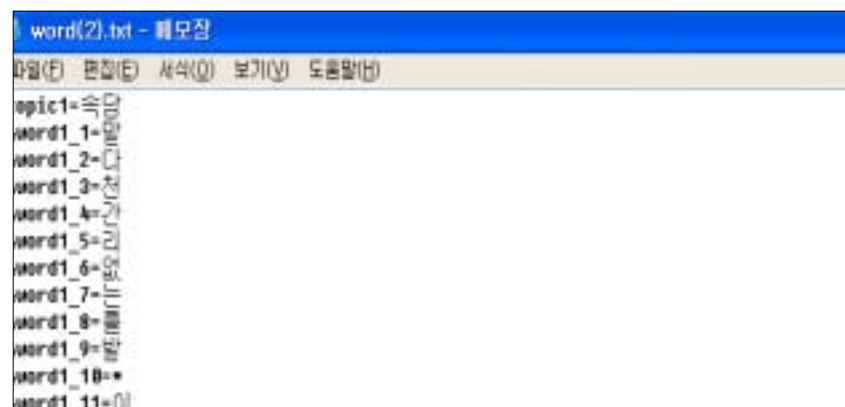 word(2).txt - 메모장
파일(F) 편집(E) 서식(O) 보기(V) 도움말(H)
opic1=속담
word1_1=말
word1_2=다
word1_3=천
word1_4=간
word1_5=리
word1_6=없
word1_7=는
word1_8=
word1_9=발
word1_10=*
word1_11=이